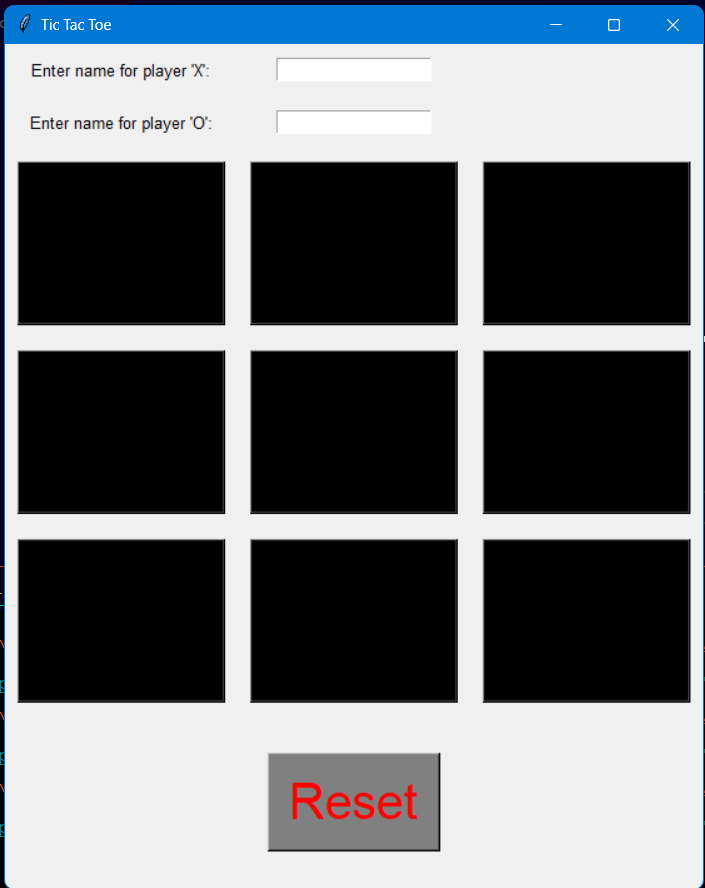 Tic Tac Toe
Enter name for player 'X':
Enter name for player 'O':
Reset